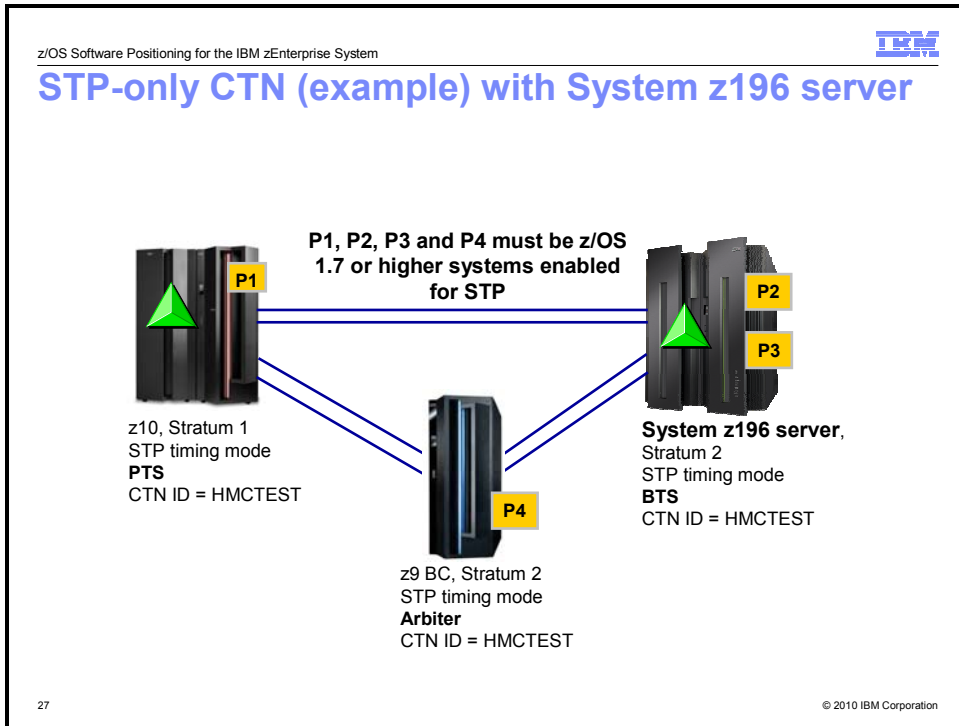 z/OS Software Positioning for the IBM zEnterprise System
IBM
STP-only CTN (example) with System z196 server
P1, P2, P3 and P4 must be z/OS
1.7 or higher systems enabled
for STP
P1
P2
P3
z10, Stratum 1
STP timing mode
PTS
CTN ID = HMCTEST
System z196 server,
Stratum 2
STP timing mode
BTS
CTN ID = HMCTEST
P4
z9 BC, Stratum 2
STP timing mode
Arbiter
CTN ID = HMCTEST
27
© 2010 IBM Corporation